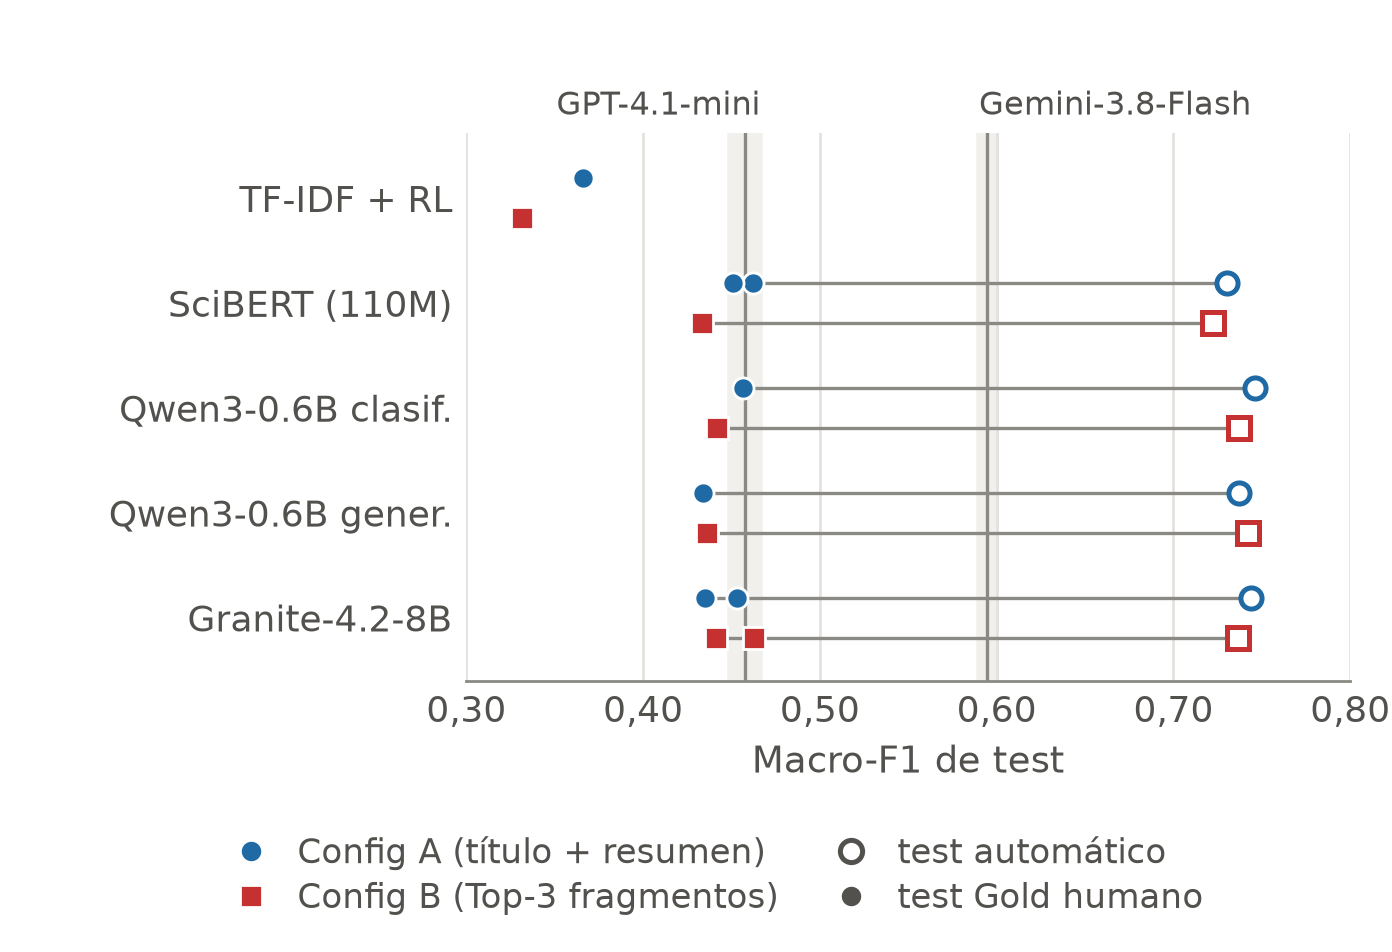 GPT-4.1-mini
Gemini-3.8-Flash
TF-IDF + RL
SciBERT (110M)
Qwen3-0.6B clasif.
Qwen3-0.6B gener.
Granite-4.2-8B
0,30 0,40 0,50 0,60 0,70 0,80
Macro-F1 de test
Config A (título + resumen)
Config B (Top-3 fragmentos)
test automático
test Gold humano